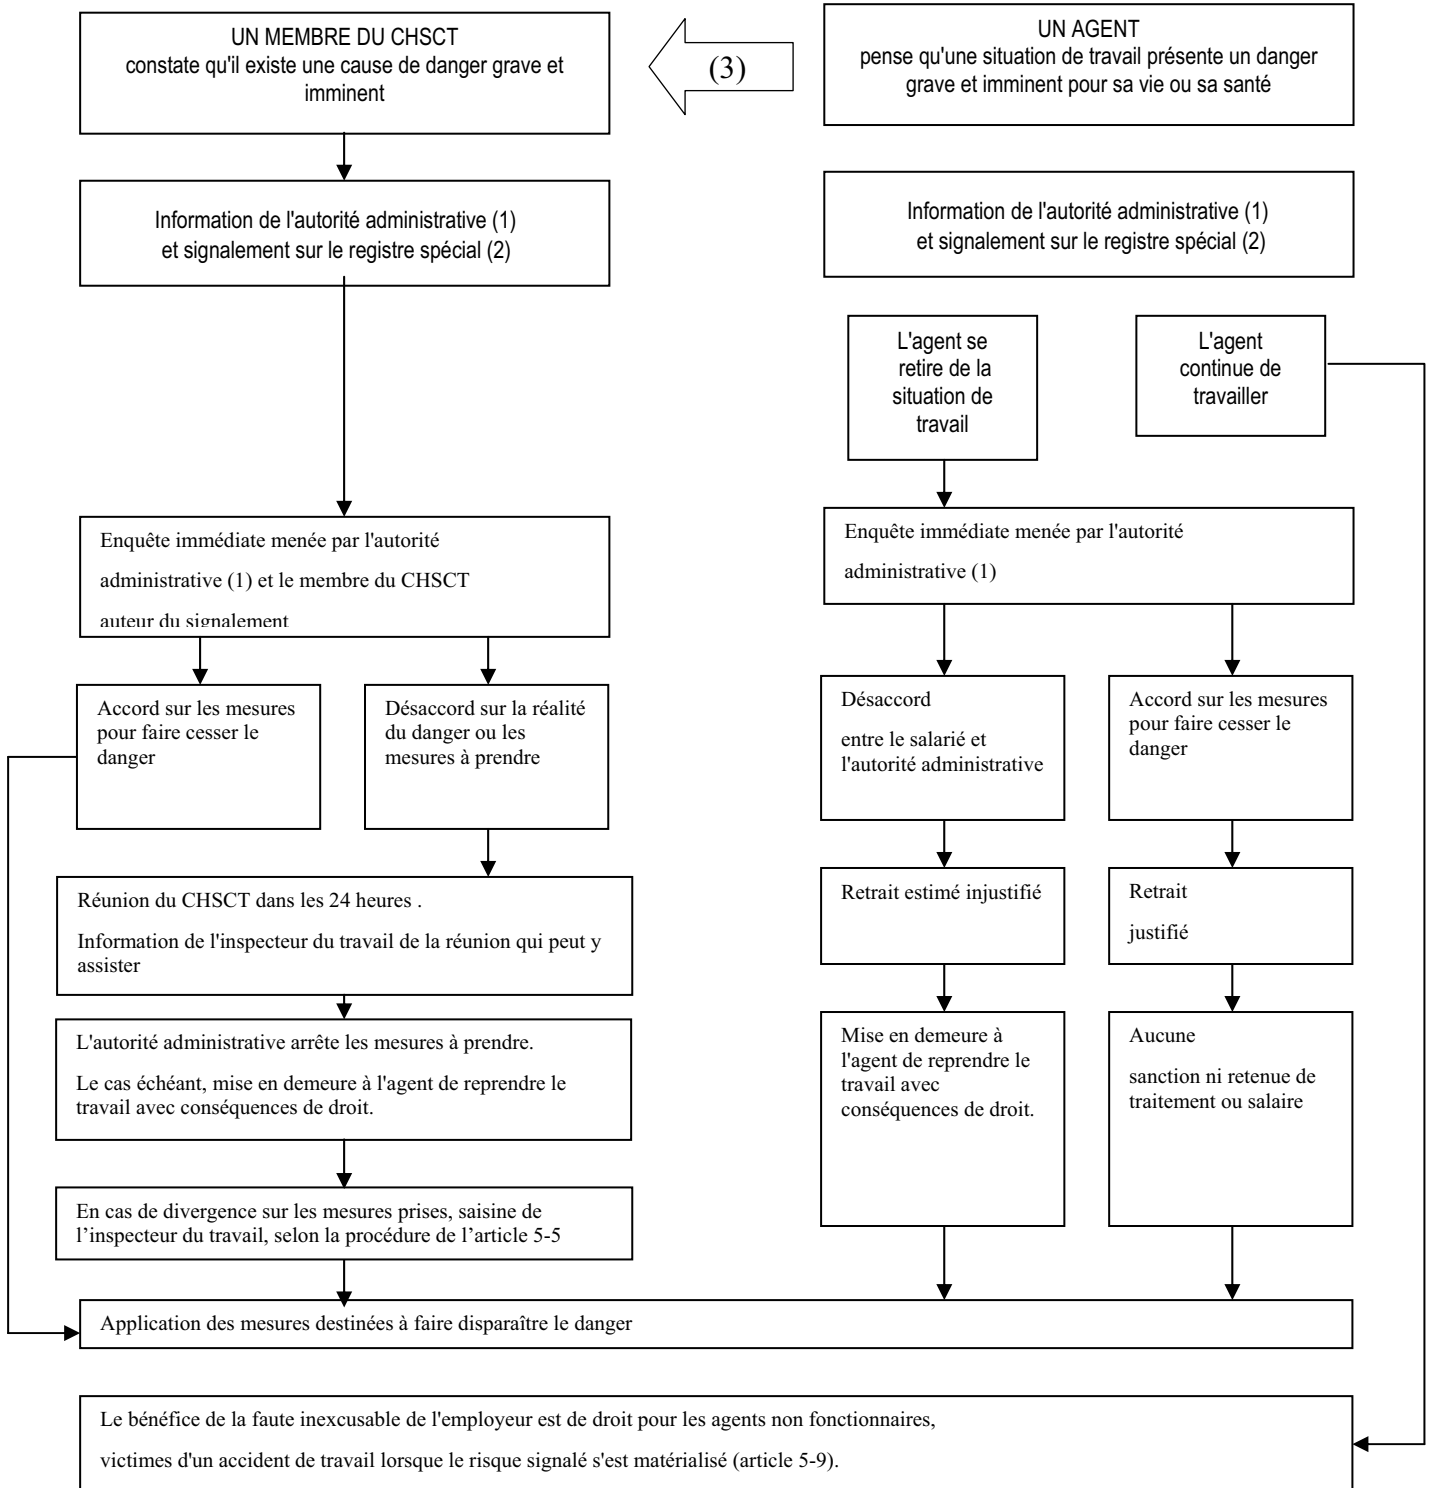 UN MEMBRE DU CHSCT
constate qu'il existe une cause de danger grave et
imminent
(3)
UN AGENT
pense qu'une situation de travail présente un danger
grave et imminent pour sa vie ou sa santé
Information de l'autorité administrative (1)
et signalement sur le registre spécial (2)
Information de l'autorité administrative (1)
et signalement sur le registre spécial (2)
L'agent se
retire de la
situation de
travail
L'agent
continue de
travailler
Enquête immédiate menée par l'autorité
administrative (1) et le membre du CHSCT
auteur du signalement
Enquête immédiate menée par l'autorité
administrative (1)
Accord sur les mesures
pour faire cesser le
danger
Désaccord sur la réalité
du danger ou les
mesures à prendre
Désaccord
entre le salarié et
l'autorité administrative
Accord sur les mesures
pour faire cesser le
danger
Réunion du CHSCT dans les 24 heures .
Information de l'inspecteur du travail de la réunion qui peut y
assister
Retrait estimé injustifié
Retrait
justifié
L'autorité administrative arrête les mesures à prendre.
Le cas échéant, mise en demeure à l'agent de reprendre le
travail avec conséquences de droit.
Mise en demeure à
l'agent de reprendre le
travail avec
conséquences de droit.
Aucune
sanction ni retenue de
traitement ou salaire
En cas de divergence sur les mesures prises, saisine de
l’inspecteur du travail, selon la procédure de l’article 5-5
Application des mesures destinées à faire disparaître le danger
Le bénéfice de la faute inexcusable de l'employeur est de droit pour les agents non fonctionnaires,
victimes d'un accident de travail lorsque le risque signalé s'est matérialisé (article 5-9).